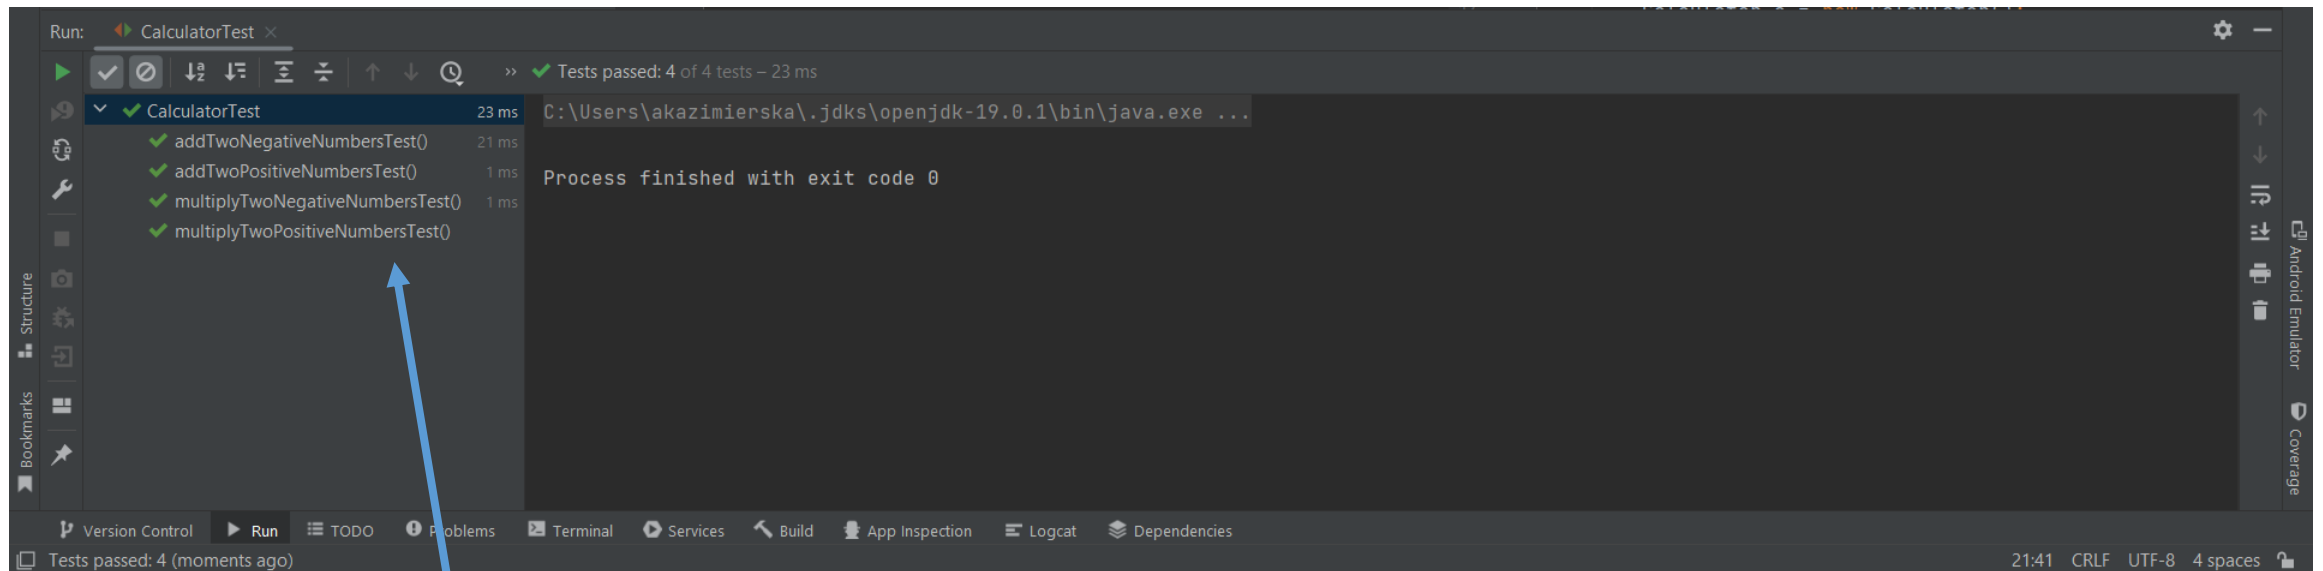 Run: CalculatorTest
Tests passed: 4 of 4 tests – 23 ms
CalculatorTest 23 ms
addTwoNegativeNumbersTest() 21 ms
addTwoPositiveNumbersTest() 1 ms
multiplyTwoNegativeNumbersTest() 1 ms
multiplyTwoPositiveNumbersTest()
C:\Users\akazimierska\.jdks\openjdk-19.0.1\bin\java.exe ...
Process finished with exit code 0
Structure
Bookmarks
Android Emulator
Coverage
Version Control Run TODO Problems Terminal Services Build App Inspection Logcat Dependencies
Tests passed: 4 (moments ago) 21:41 CRLF UTF-8 4 spaces